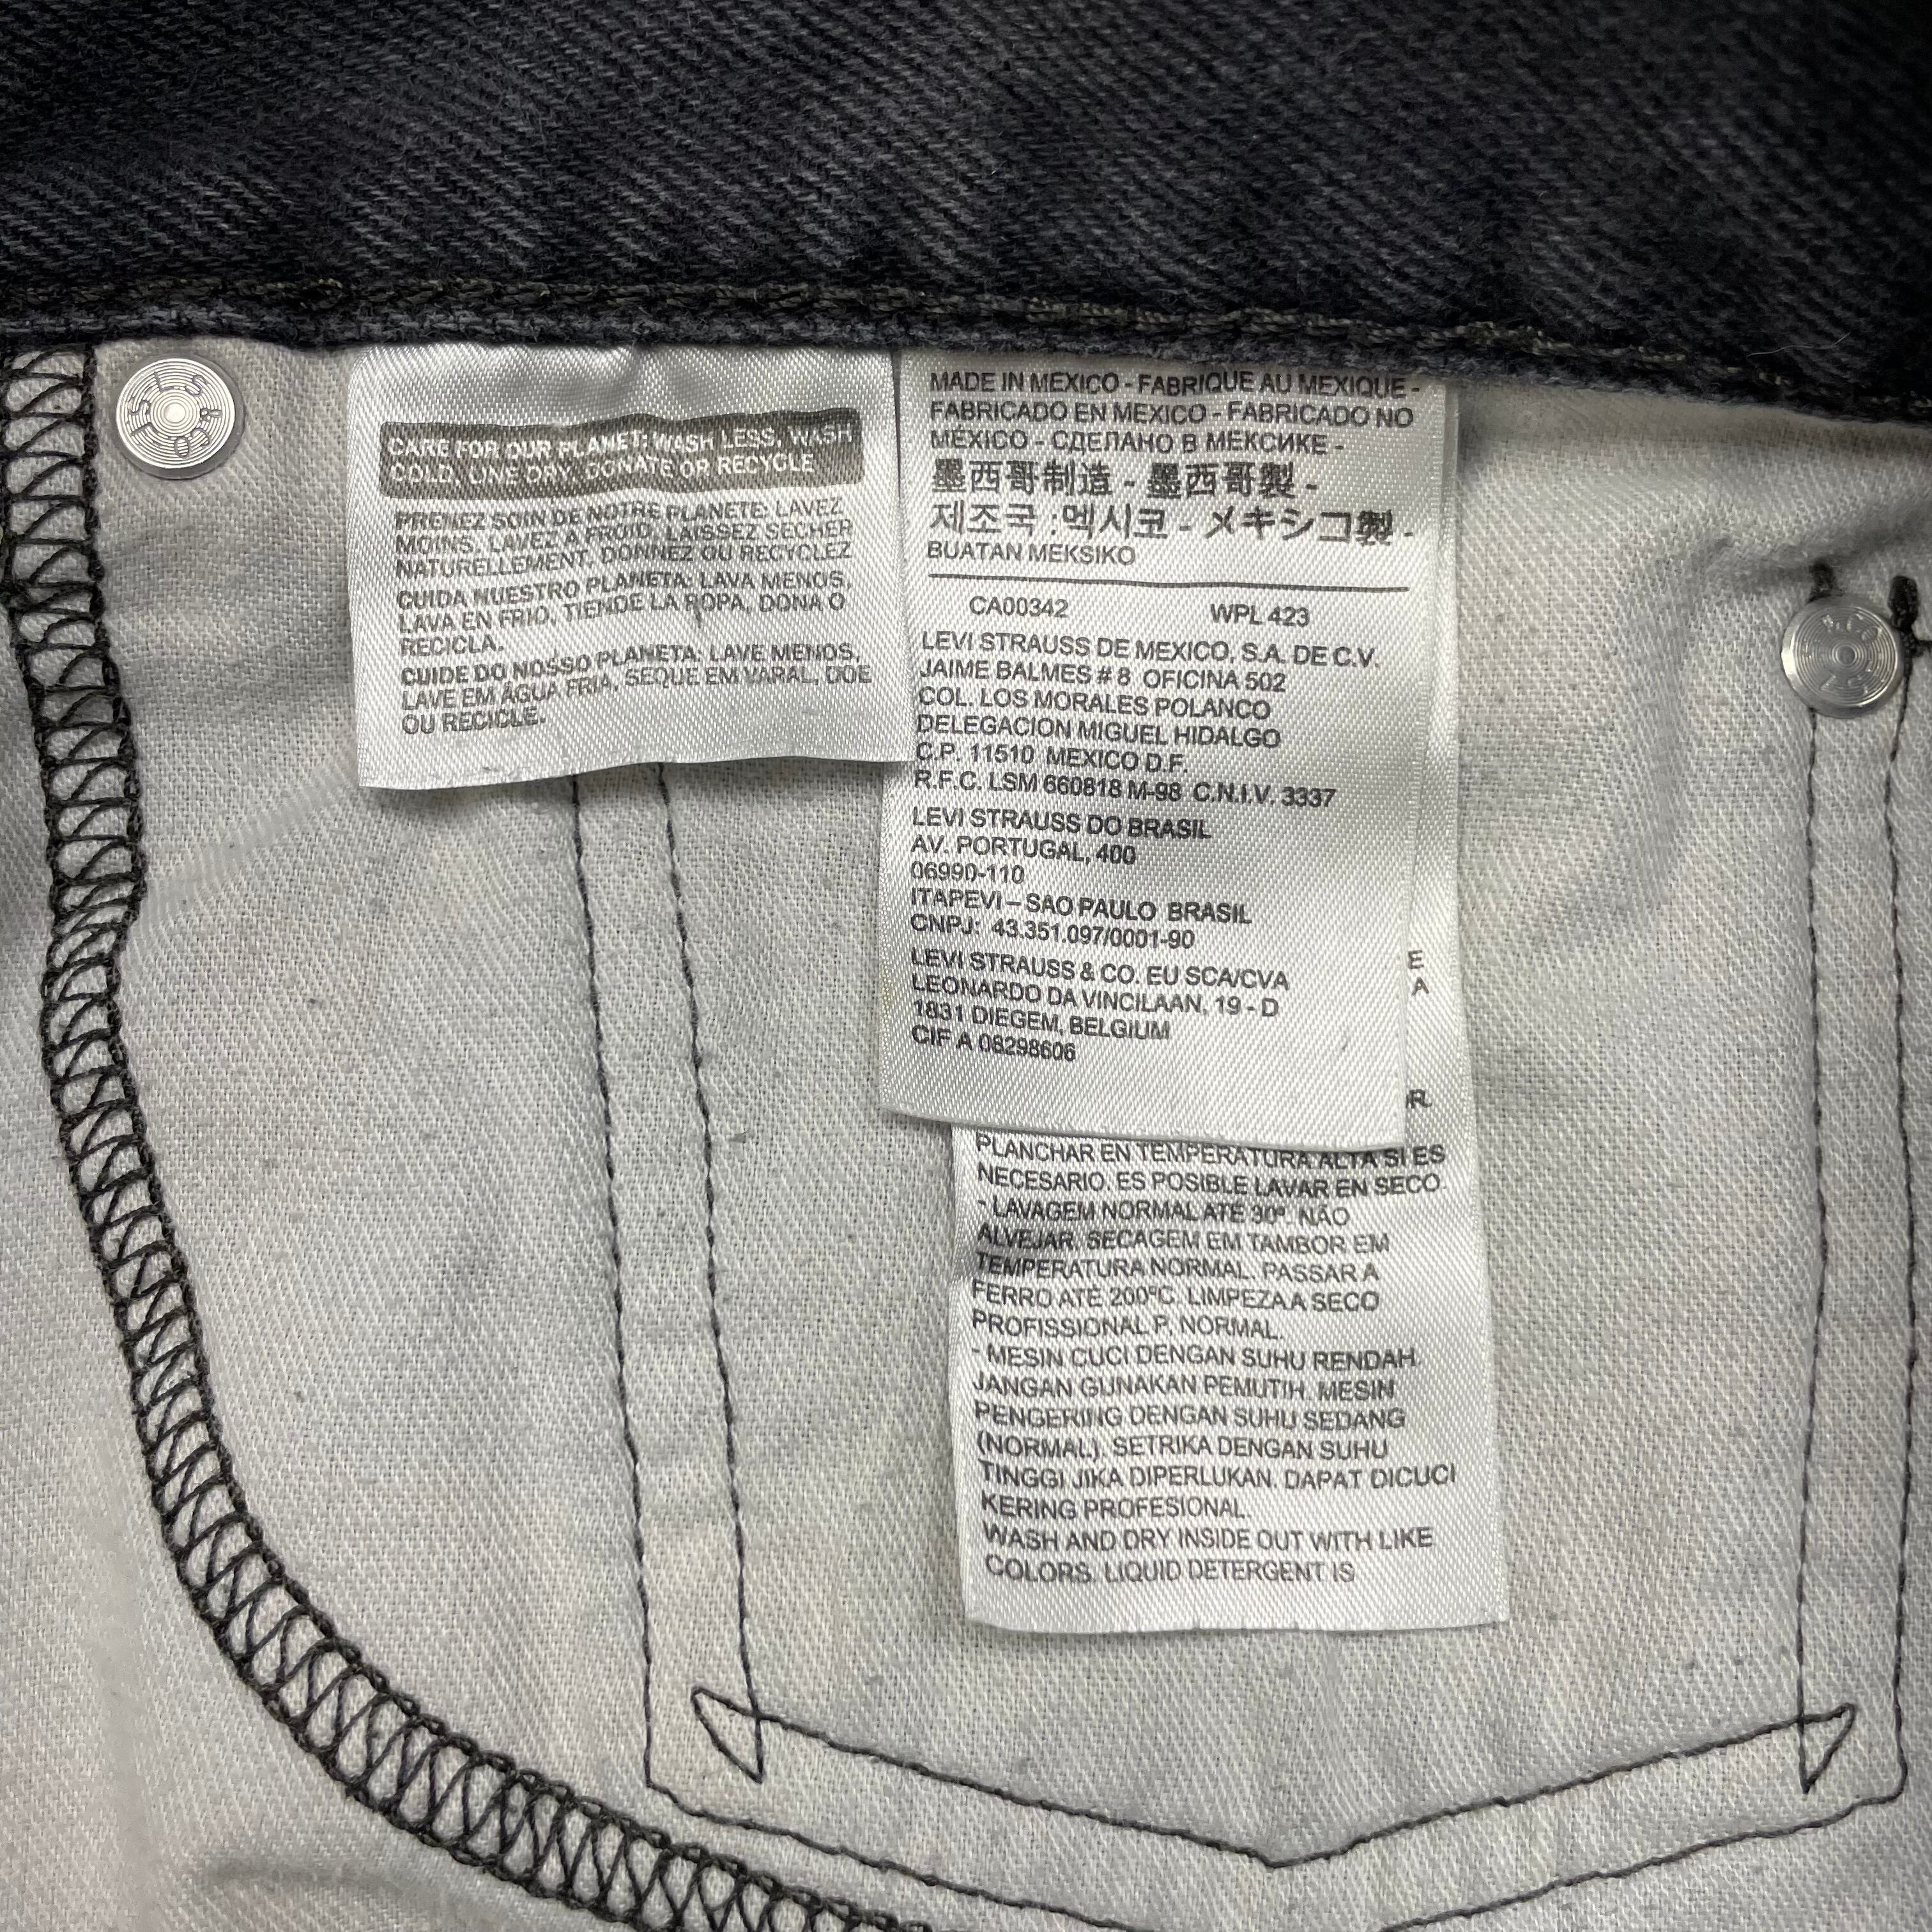 LS&CO LS
CARE FOR OUR PLANET: WASH LESS, WASH
COLD, LINE DRY, DONATE OR RECYCLE
PRENEZ SOIN DE NOTRE PLANETE: LAVEZ
MOINS, LAVEZ A FROID, LAISSEZ SECHER
NATURELLEMENT, DONNEZ OU RECYCLEZ
CUIDA NUESTRO PLANETA: LAVA MENOS,
LAVA EN FRIO, TIENDE LA ROPA, DONA O
RECICLA.
CUIDE DO NOSSO PLANETA: LAVE MENOS,
LAVE EM ÁGUA FRIA, SEQUE EM VARAL, DOE
OU RECICLE.
MADE IN MEXICO - FABRIQUE AU MEXIQUE -
FABRICADO EN MEXICO - FABRICADO NO
MÉXICO - СДЕЛАНО В МЕКСИКЕ -
墨西哥制造 - 墨西哥製 -
제조국 :멕시코 - メキシコ製 -
BUATAN MEKSIKO
CA00342 WPL 423
LEVI STRAUSS DE MEXICO, S.A. DE C.V.
JAIME BALMES # 8 OFICINA 502
COL. LOS MORALES POLANCO
DELEGACION MIGUEL HIDALGO
C.P. 11510 MEXICO D.F.
R.F.C. LSM 660818 M-98 C.N.I.V. 3337
LEVI STRAUSS DO BRASIL
AV. PORTUGAL, 400
06990-110
ITAPEVI – SAO PAULO BRASIL
CNPJ: 43.351.097/0001-90
LEVI STRAUSS & CO. EU SCA/CVA
LEONARDO DA VINCILAAN, 19 - D
1831 DIEGEM, BELGIUM
CIF A 08298606
E
A
R.
PLANCHAR EN TEMPERATURA ALTA SI ES
NECESARIO. ES POSIBLE LAVAR EN SECO.
- LAVAGEM NORMAL ATÉ 30º. NÃO
ALVEJAR. SECAGEM EM TAMBOR EM
TEMPERATURA NORMAL. PASSAR A
FERRO ATÉ 200ºC. LIMPEZA A SECO
PROFISSIONAL P. NORMAL.
- MESIN CUCI DENGAN SUHU RENDAH.
JANGAN GUNAKAN PEMUTIH. MESIN
PENGERING DENGAN SUHU SEDANG
(NORMAL). SETRIKA DENGAN SUHU
TINGGI JIKA DIPERLUKAN. DAPAT DICUCI
KERING PROFESIONAL.
WASH AND DRY INSIDE OUT WITH LIKE
COLORS. LIQUID DETERGENT IS